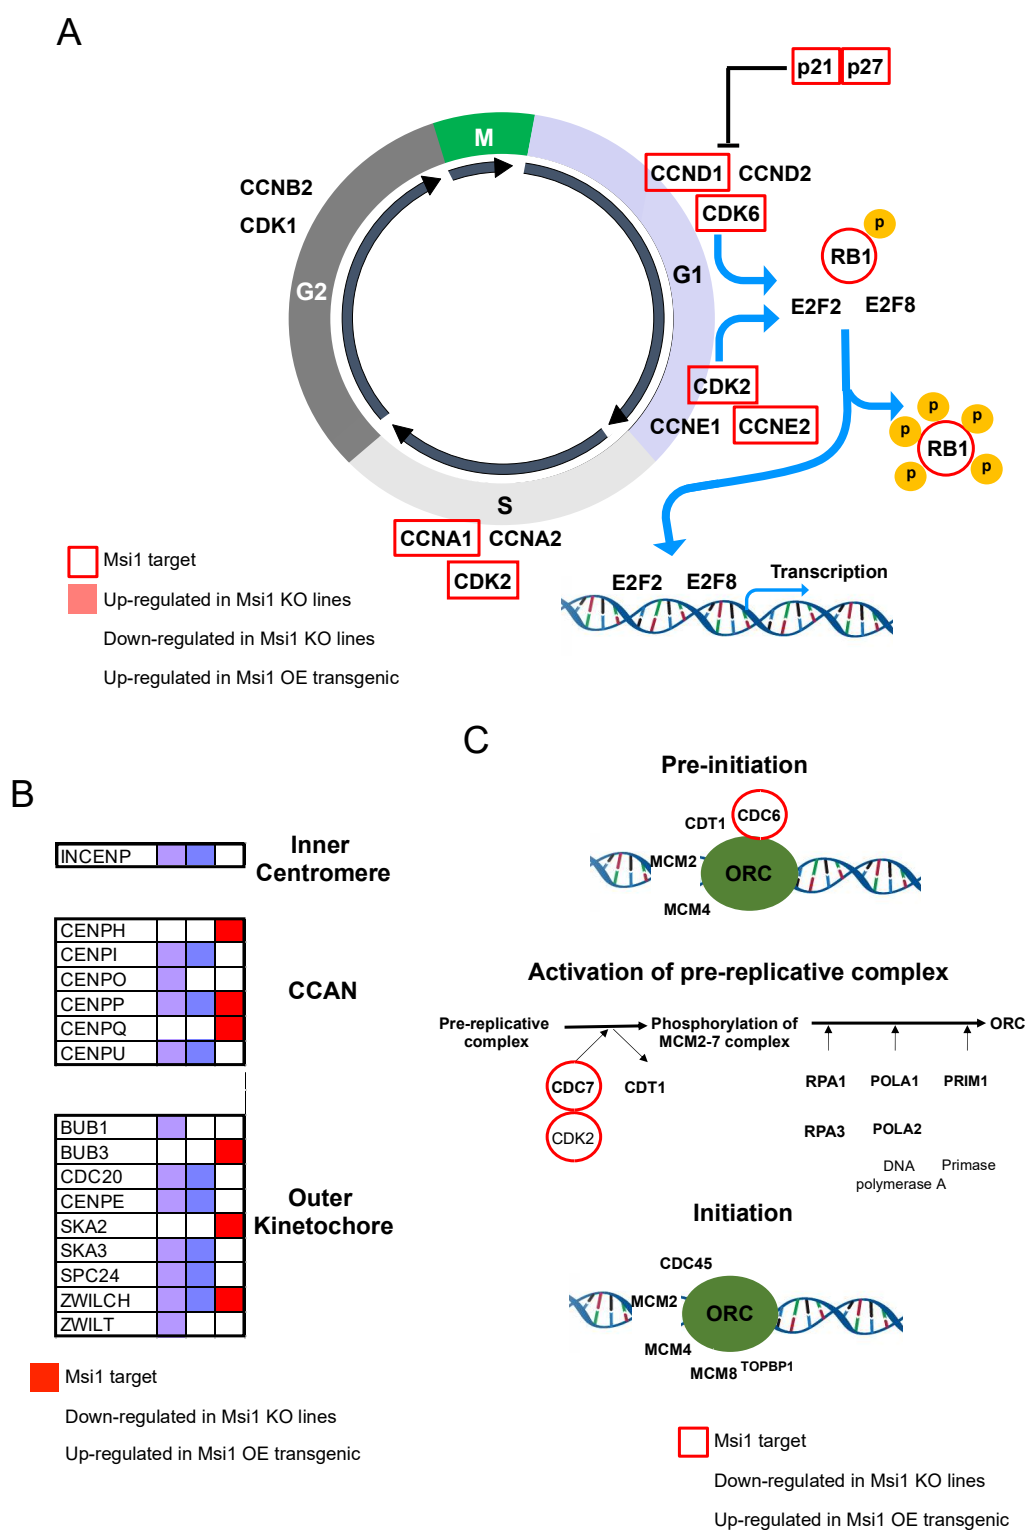 A
p21 p27
M
CCND1 CCND2
CDK6
CCNB2
CDK1
p
RB1
G1
G2
E2F2 E2F8
CDK2
CCNE1 CCNE2
p
p
p
RB1
p
p
S
CCNA1 CCNA2
CDK2
Msi1 target
Up-regulated in Msi1 KO lines
Down-regulated in Msi1 KO lines
Up-regulated in Msi1 OE transgenic
Transcription
E2F2 E2F8
B
INCENP
Inner
Centromere
CENPH
CENPI
CENPO
CENPP
CENPQ
CENPU
CCAN
BUB1
BUB3
CDC20
CENPE
SKA2
SKA3
SPC24
ZWILCH
ZWILT
Outer
Kinetochore
Msi1 target
Down-regulated in Msi1 KO lines
Up-regulated in Msi1 OE transgenic
C
Pre-initiation
CDT1 CDC6
MCM2
ORC
MCM4
Activation of pre-replicative complex
Pre-replicative
complex
Phosphorylation of
MCM2-7 complex
ORC
CDC7
CDT1
CDK2
RPA1 POLA1 PRIM1
RPA3 POLA2
DNA
polymerase A
Primase
Initiation
CDC45
MCM2
ORC
MCM4
MCM8 TOPBP1
Msi1 target
Down-regulated in Msi1 KO lines
Up-regulated in Msi1 OE transgenic